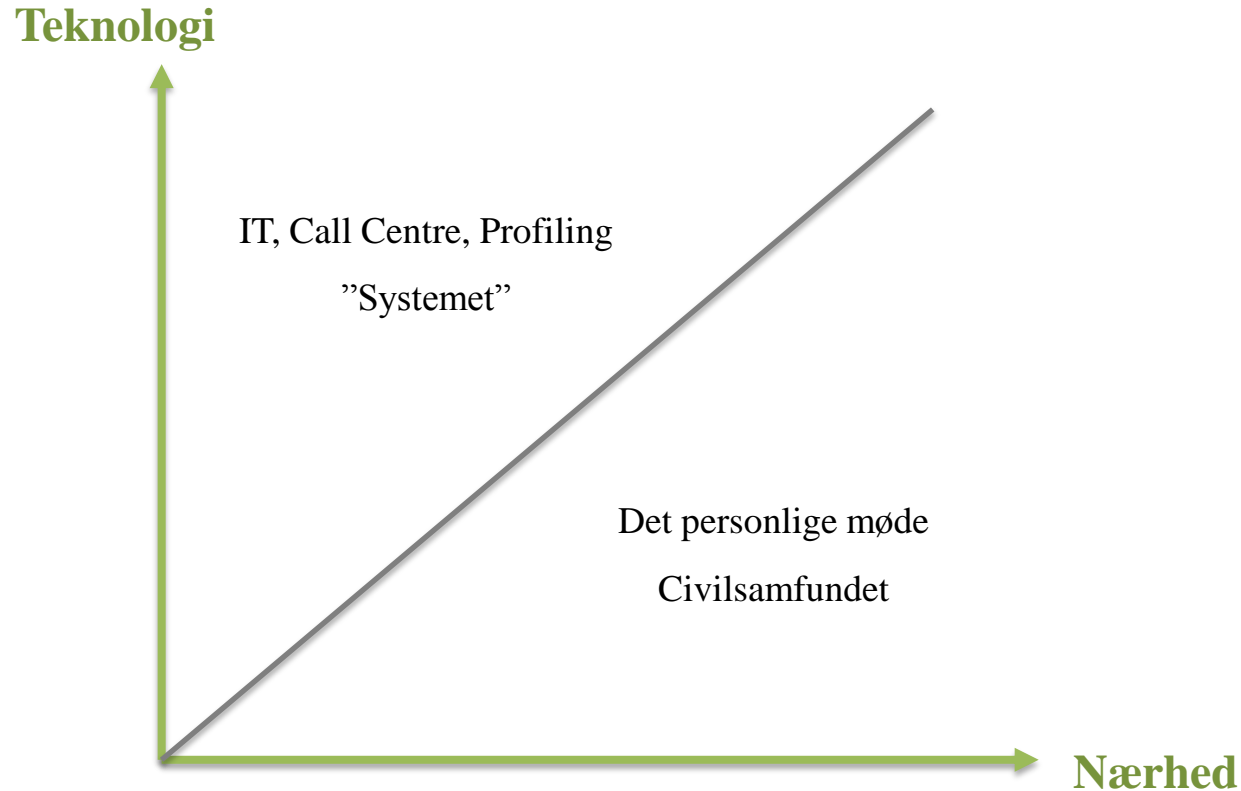 Teknologi
IT, Call Centre, Profiling
”Systemet”
Det personlige møde
Civilsamfundet
Nærhed